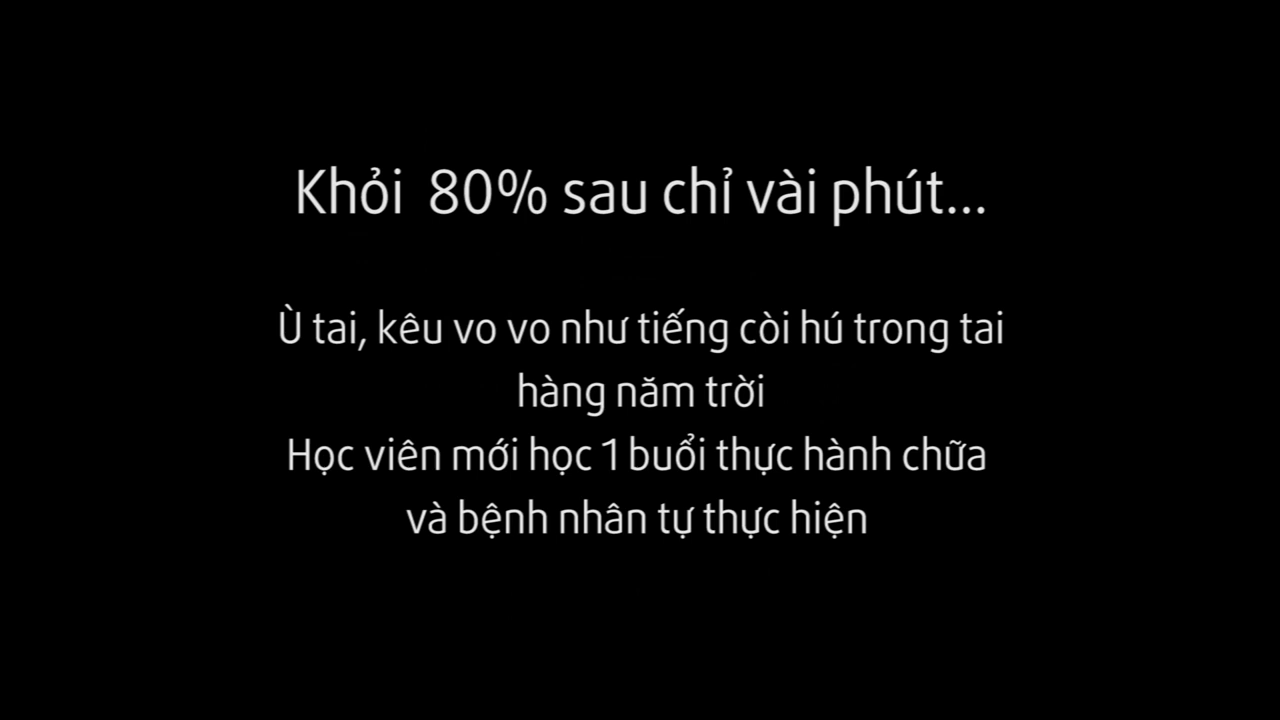 Khỏi 80% sau chỉ vài phút...
Ù tai, kêu vo vo như tiếng còi hú trong tai
hàng năm trời
Học viên mới học 1 buổi thực hành chữa
và bệnh nhân tự thực hiện